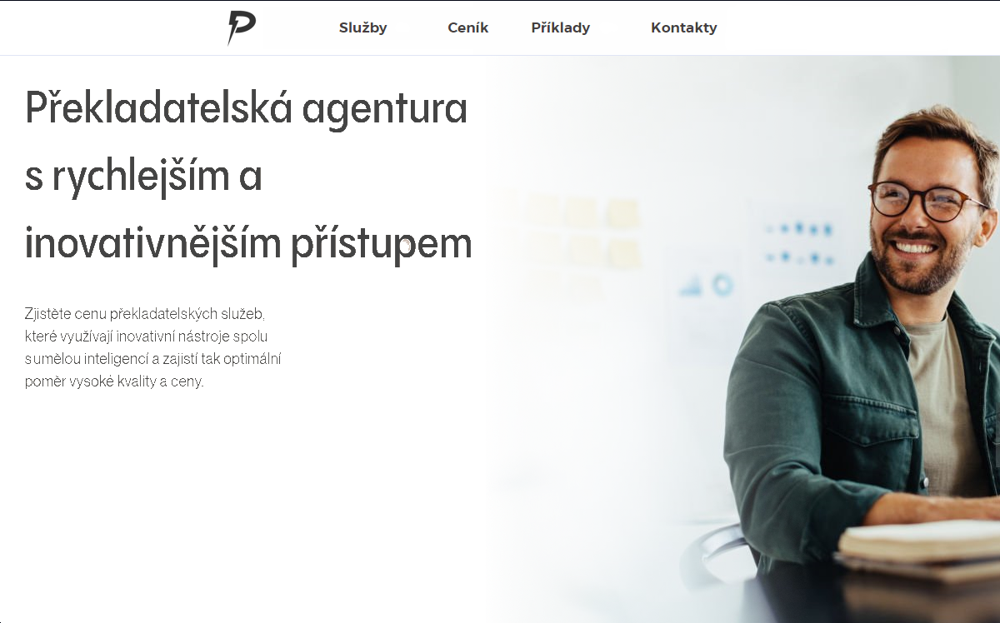 Služby Ceník Příklady Kontakty
Překladatelská agentura
s rychlejším a
inovativnějším přístupem
Zjistěte cenu překladatelských služeb,
které využívají inovativní nástroje spolu
s umělou inteligencí a zajistí tak optimální
poměr vysoké kvality a ceny.